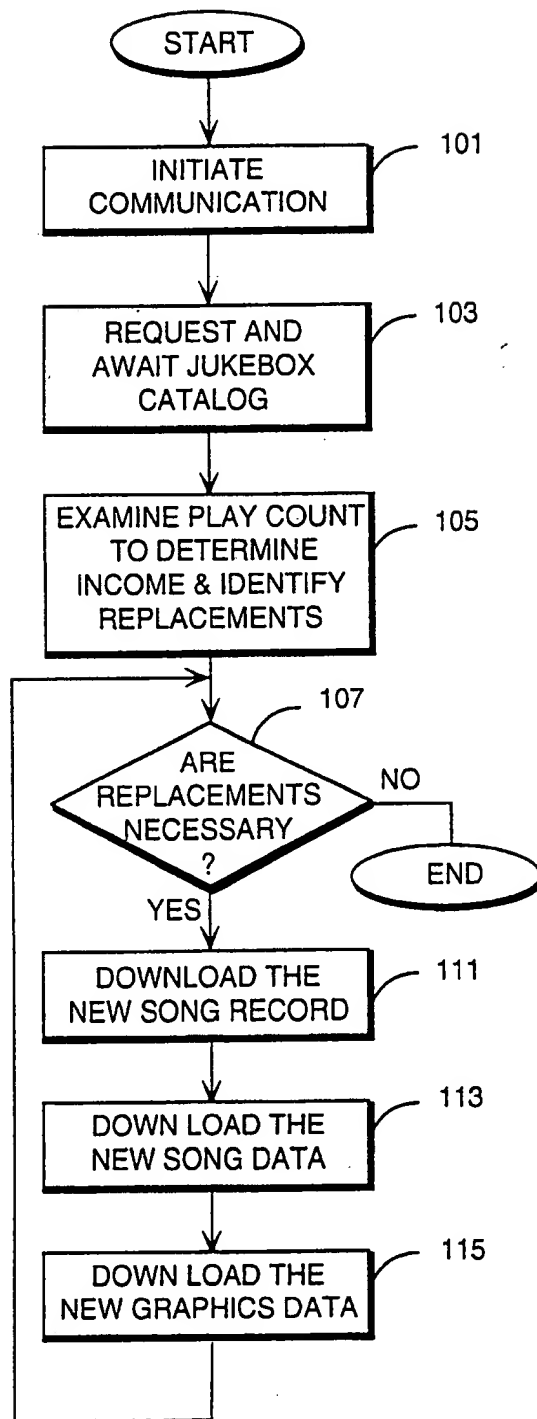 START
101
INITIATE
COMMUNICATION
103
REQUEST AND
AWAIT JUKEBOX
CATALOG
105
EXAMINE PLAY COUNT
TO DETERMINE
INCOME & IDENTIFY
REPLACEMENTS
107
ARE
REPLACEMENTS
NECESSARY
?
NO
END
YES
111
DOWNLOAD THE
NEW SONG RECORD
113
DOWN LOAD THE
NEW SONG DATA
115
DOWN LOAD THE
NEW GRAPHICS DATA